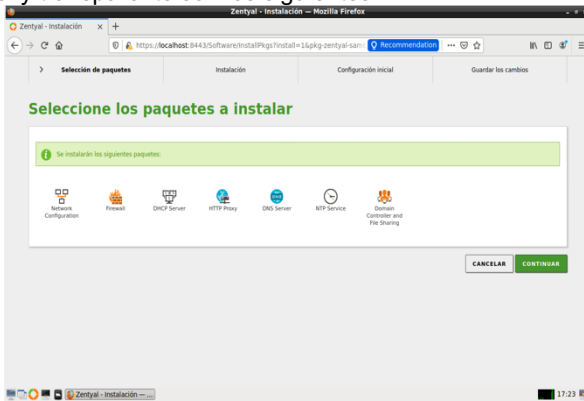 Zentyal - Instalación — Mozilla Firefox
Zentyal - Instalación × +
https://localhost:8443/Software/InstallPkgs?install=1&pkg-zentyal-sam Recommendation
Selección de paquetes Instalación Configuración inicial Guardar los cambios
Seleccione los paquetes a instalar
Se instalarán los siguientes paquetes:
Network Configuration
Firewall
DHCP Server
HTTP Proxy
DNS Server
NTP Service
Domain Controller and File Sharing
CANCELAR CONTINUAR
Zentyal - Instalación — ... 17:23